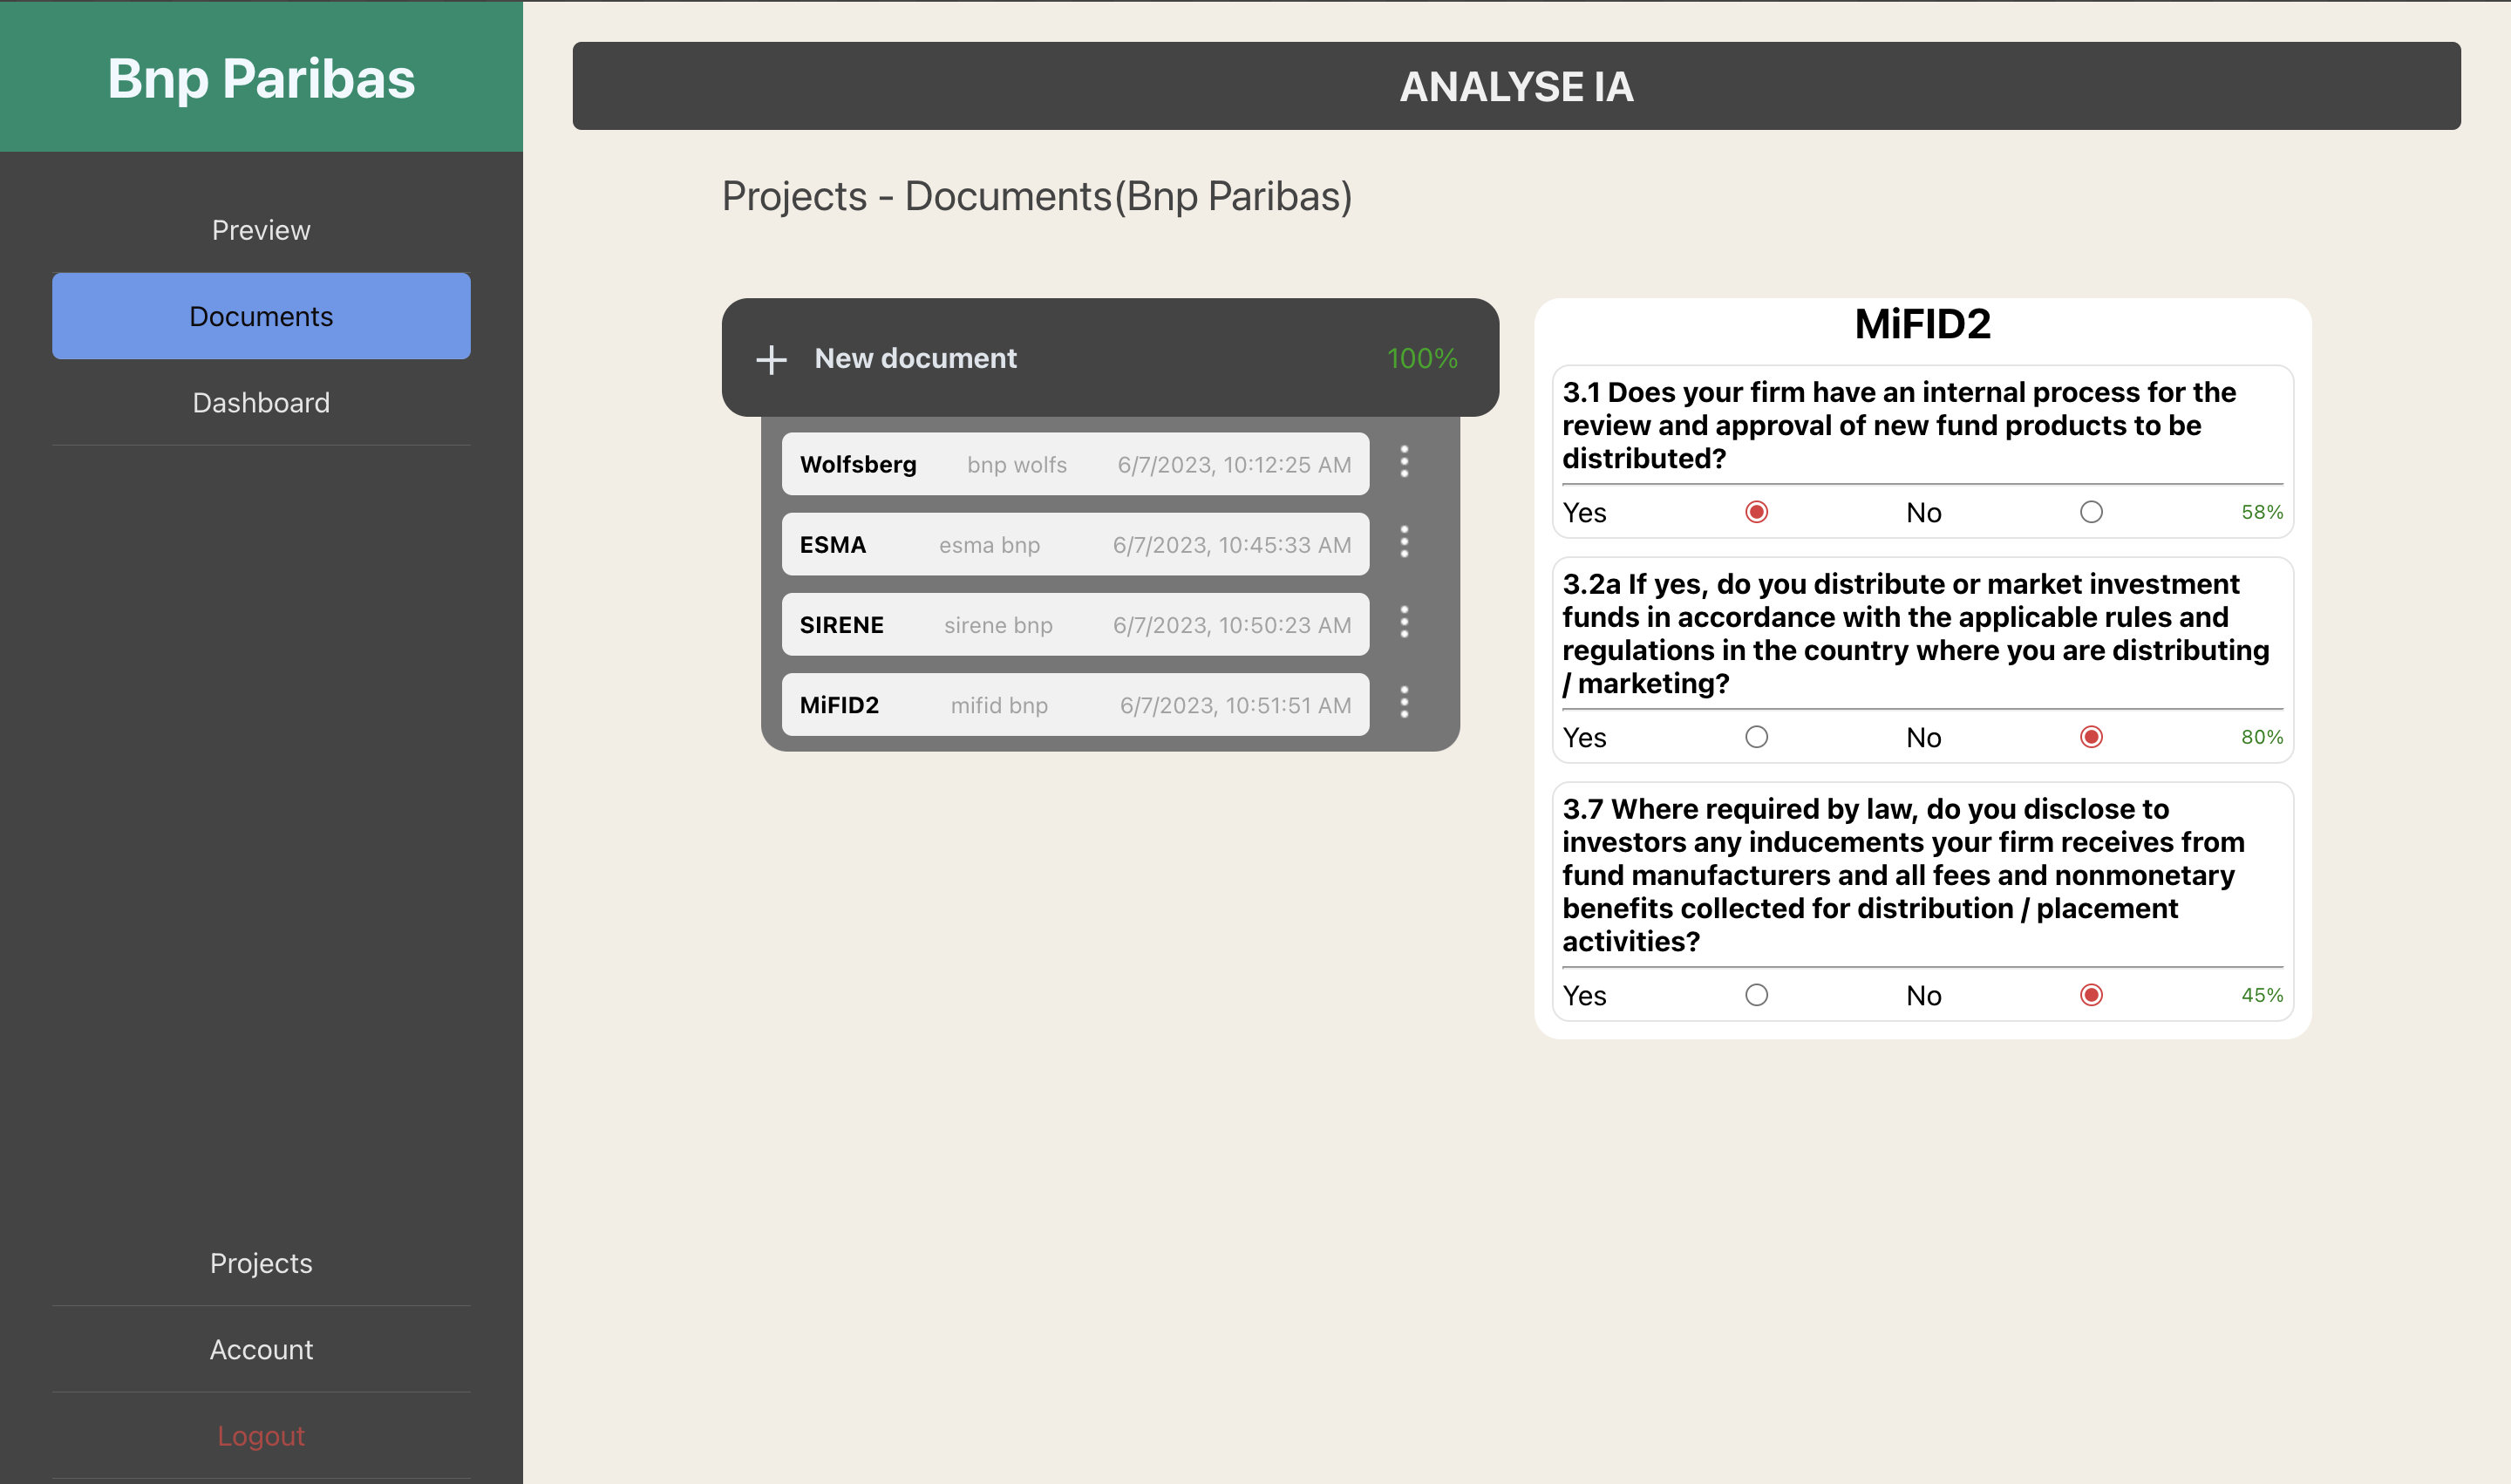 Bnp Paribas
Preview
Documents
Dashboard
Projects
Account
Logout
ANALYSE IA
Projects - Documents(Bnp Paribas)
New document 100%
Wolfsberg bnp wolfs 6/7/2023, 10:12:25 AM
ESMA esma bnp 6/7/2023, 10:45:33 AM
SIRENE sirene bnp 6/7/2023, 10:50:23 AM
MiFID2 mifid bnp 6/7/2023, 10:51:51 AM
MiFID2
3.1 Does your firm have an internal process for the
review and approval of new fund products to be
distributed?
Yes No 58%
3.2a If yes, do you distribute or market investment
funds in accordance with the applicable rules and
regulations in the country where you are distributing
/ marketing?
Yes No 80%
3.7 Where required by law, do you disclose to
investors any inducements your firm receives from
fund manufacturers and all fees and nonmonetary
benefits collected for distribution / placement
activities?
Yes No 45%